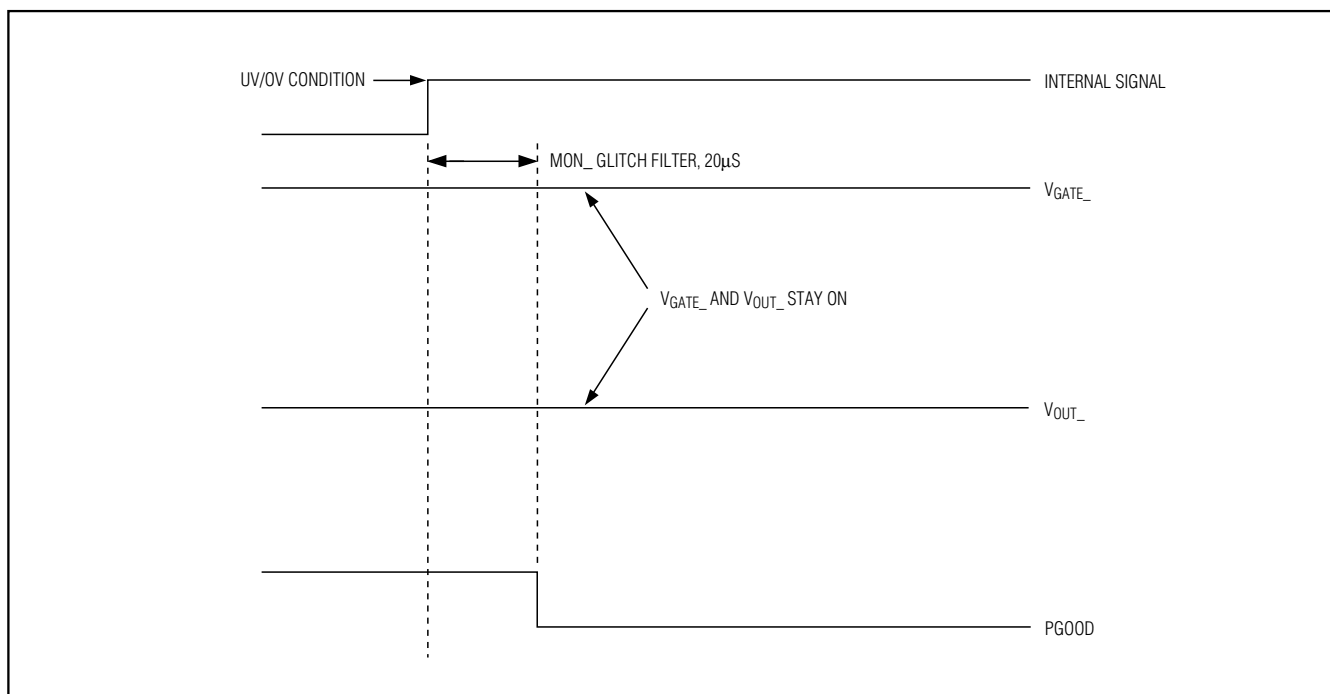 UV/OV CONDITION
INTERNAL SIGNAL
MON_ GLITCH FILTER, 20μS
VGATE_
VGATE_ AND VOUT_ STAY ON
VOUT_
PGOOD